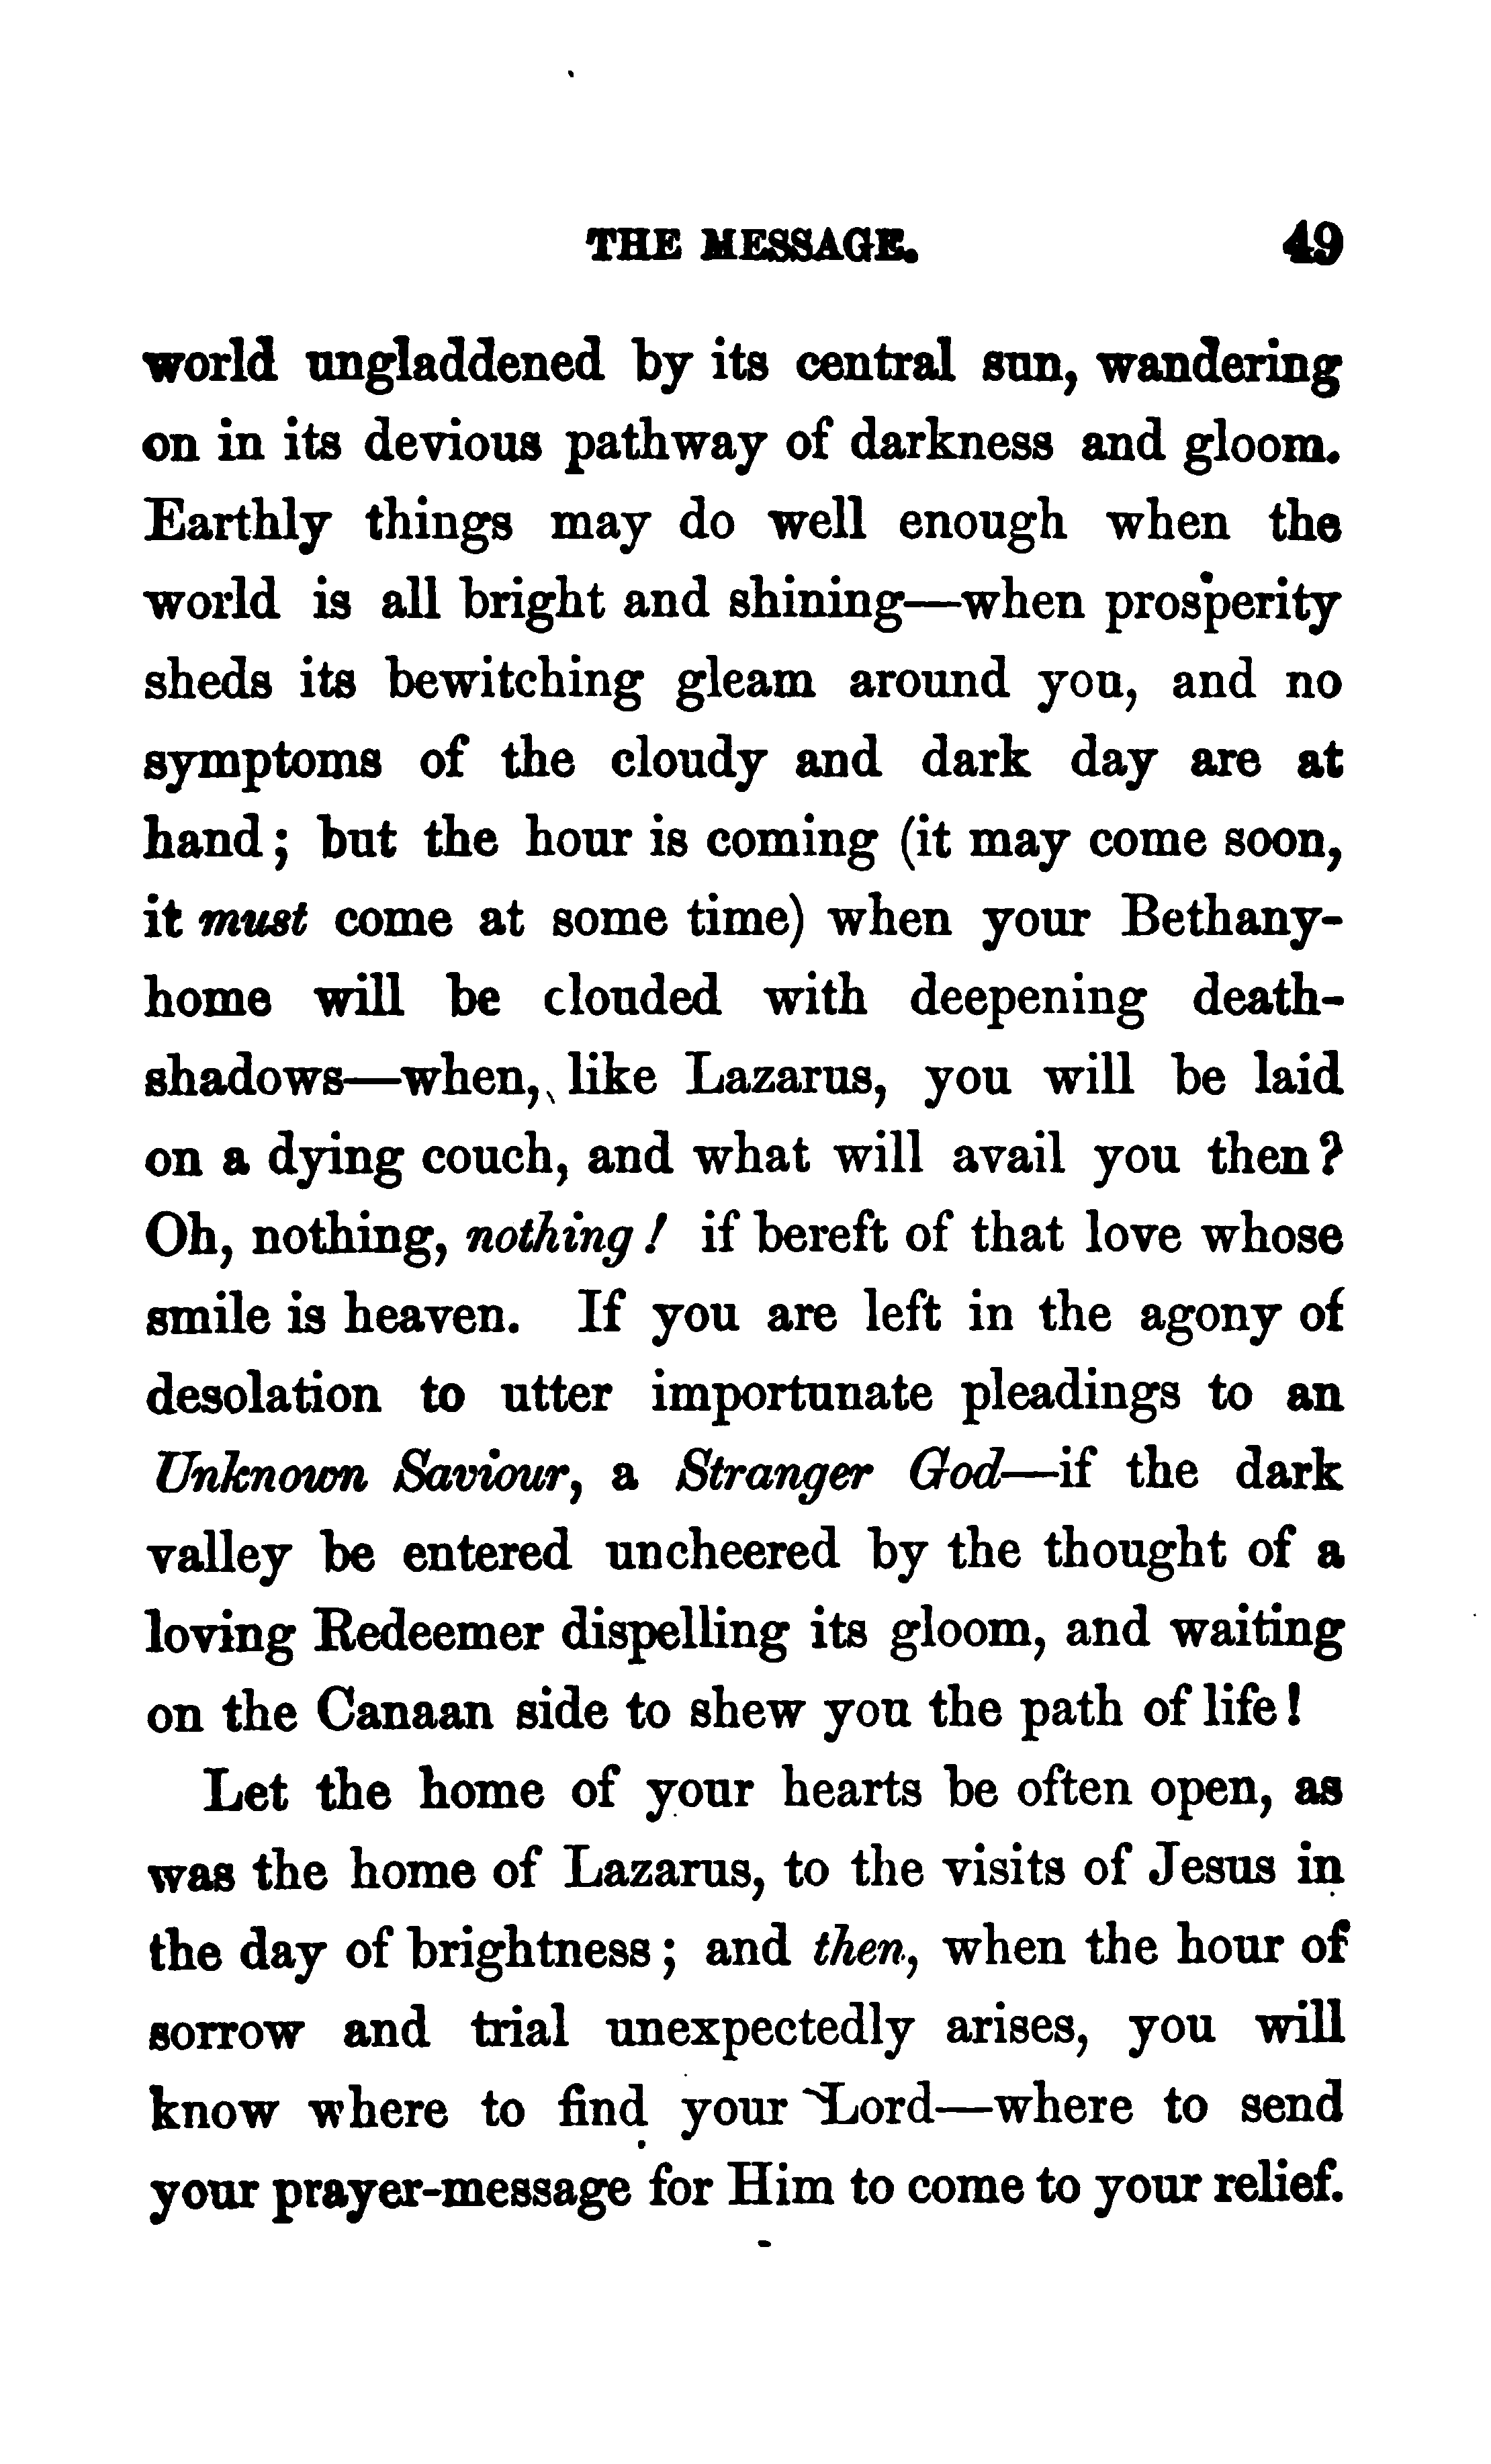 THE MESSAGE. 49
world ungladdened by its central sun, wandering
on in its devious pathway of darkness and gloom.
Earthly things may do well enough when the
world is all bright and shining—when prosperity
sheds its bewitching gleam around you, and no
symptoms of the cloudy and dark day are at
hand; but the hour is coming (it may come soon,
it must come at some time) when your Bethany-
home will be clouded with deepening death-
shadows—when, like Lazarus, you will be laid
on a dying couch, and what will avail you then?
Oh, nothing, nothing! if bereft of that love whose
smile is heaven. If you are left in the agony of
desolation to utter importunate pleadings to an
Unknown Saviour, a Stranger God—if the dark
valley be entered uncheered by the thought of a
loving Redeemer dispelling its gloom, and waiting
on the Canaan side to shew you the path of life!
Let the home of your hearts be often open, as
was the home of Lazarus, to the visits of Jesus in
the day of brightness; and then, when the hour of
sorrow and trial unexpectedly arises, you will
know where to find your Lord—where to send
your prayer-message for Him to come to your relief.